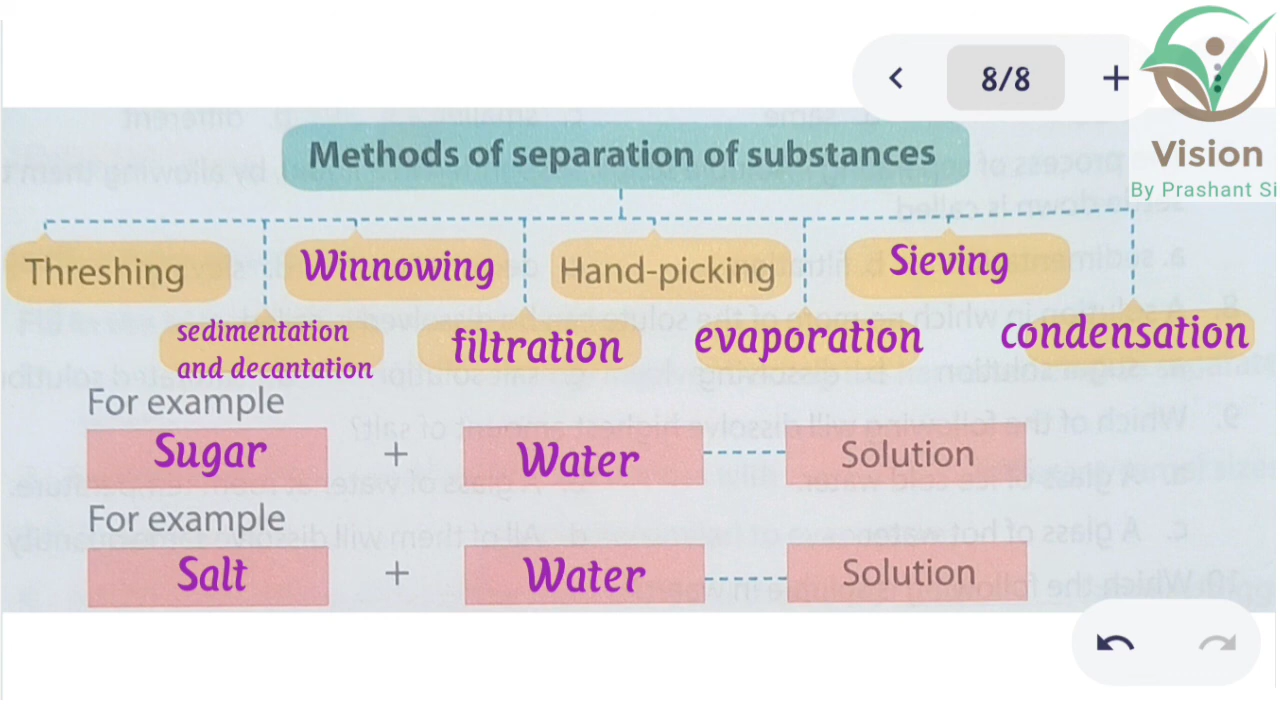 8/8
Vision
By Prashant Si
Methods of separation of substances
Threshing
Winnowing
Hand-picking
Sieving
sedimentation
and decantation
filtration
evaporation
condensation
For example
Sugar + Water Solution
For example
Salt + Water Solution